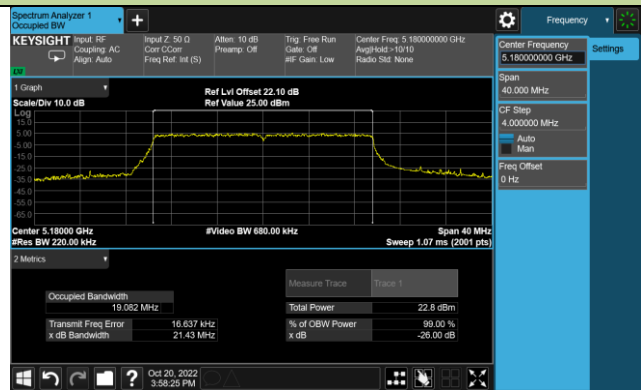 Spectrum Analyzer 1
Occupied BW
KEYSIGHT
Input: RF
Coupling: AC
Align: Auto
Input Z: 50 Ω
Corr CCorr
Freq Ref: Int (S)
Atten: 10 dB
Preamp: Off
Trig: Free Run
Gate: Off
#IF Gain: Low
Center Freq: 5.180000000 GHz
Avg|Hold:>10/10
Radio Std: None
Frequency
Center Frequency
5.180000000 GHz
Settings
Span
40.000 MHz
CF Step
4.000000 MHz
Auto
Man
Freq Offset
0 Hz
1 Graph
Scale/Div 10.0 dB
Ref Lvl Offset 22.10 dB
Ref Value 25.00 dBm
Log
15.0
5.00
-5.00
-15.0
-25.0
-35.0
-45.0
-55.0
-65.0
Center 5.18000 GHz
#Res BW 220.00 kHz
#Video BW 680.00 kHz
Span 40 MHz
Sweep 1.07 ms (2001 pts)
2 Metrics
Measure Trace Trace 1
Occupied Bandwidth
19.082 MHz
Total Power 22.8 dBm
Transmit Freq Error 16.637 kHz
% of OBW Power 99.00 %
x dB Bandwidth 21.43 MHz
x dB -26.00 dB
?
Oct 20, 2022
3:58:25 PM